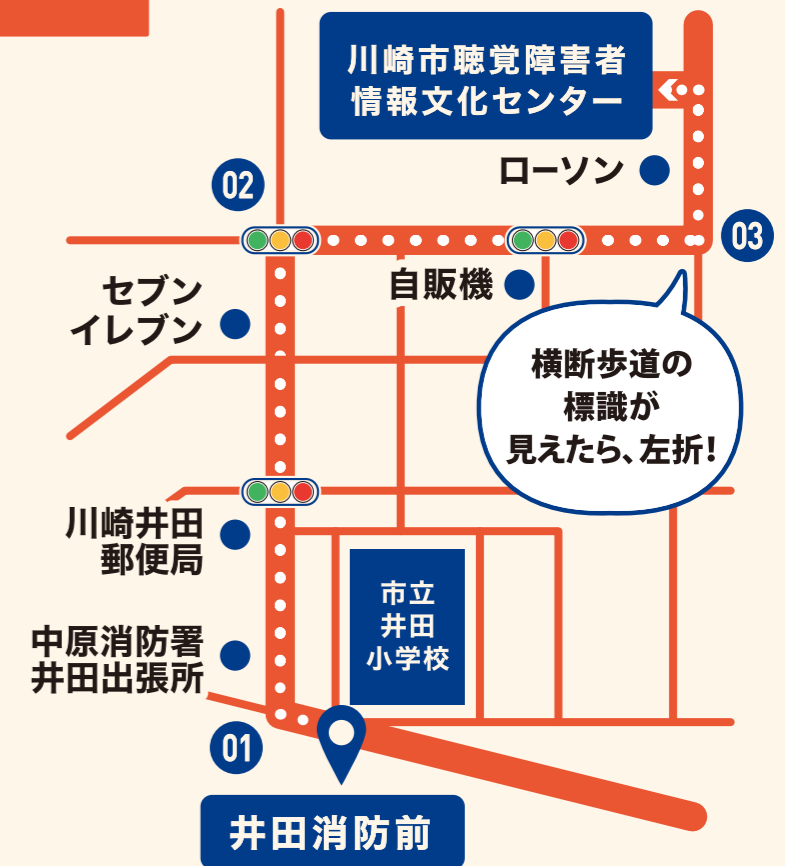 川崎市聴覚障害者
情報文化センター
ローソン
02
03
セブン
イレブン
自販機
横断歩道の
標識が
見えたら、左折!
川崎井田
郵便局
市立
井田
小学校
中原消防署
井田出張所
01
井田消防前